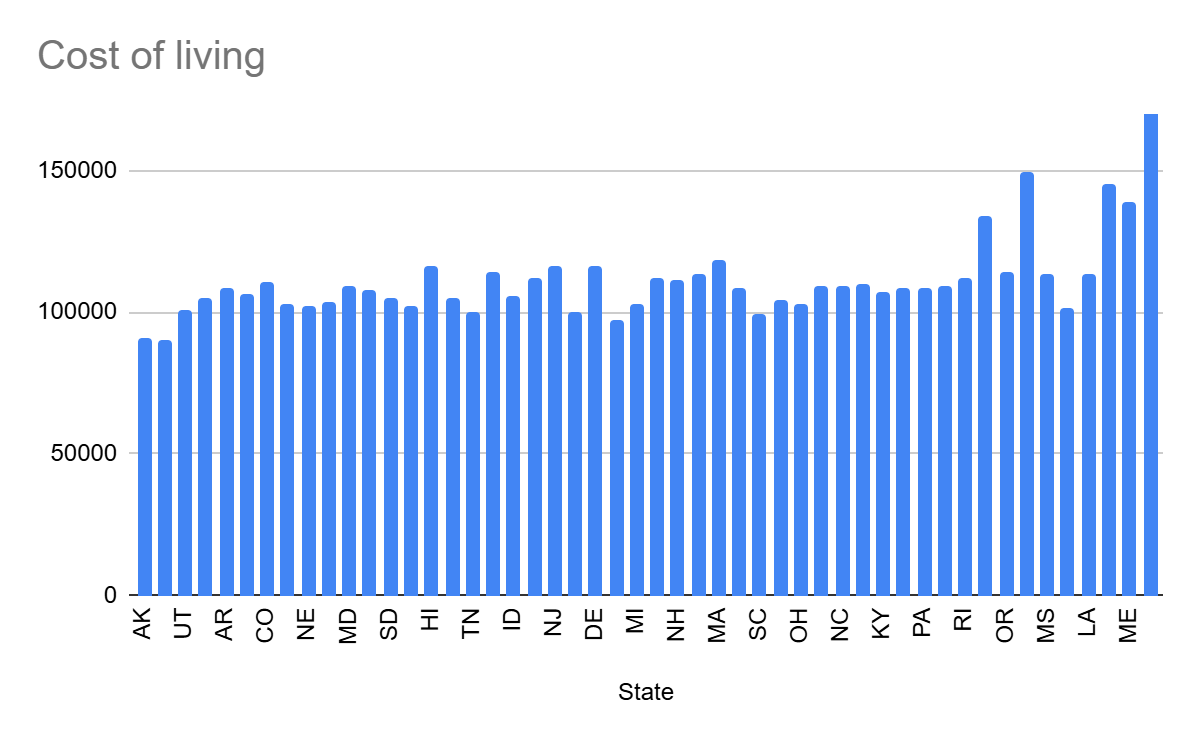 Cost of living
150000
100000
50000
0
AK UT AR CO NE MD SD HI TN ID NJ DE MI NH MA SC OH NC KY PA RI OR MS LA ME
State